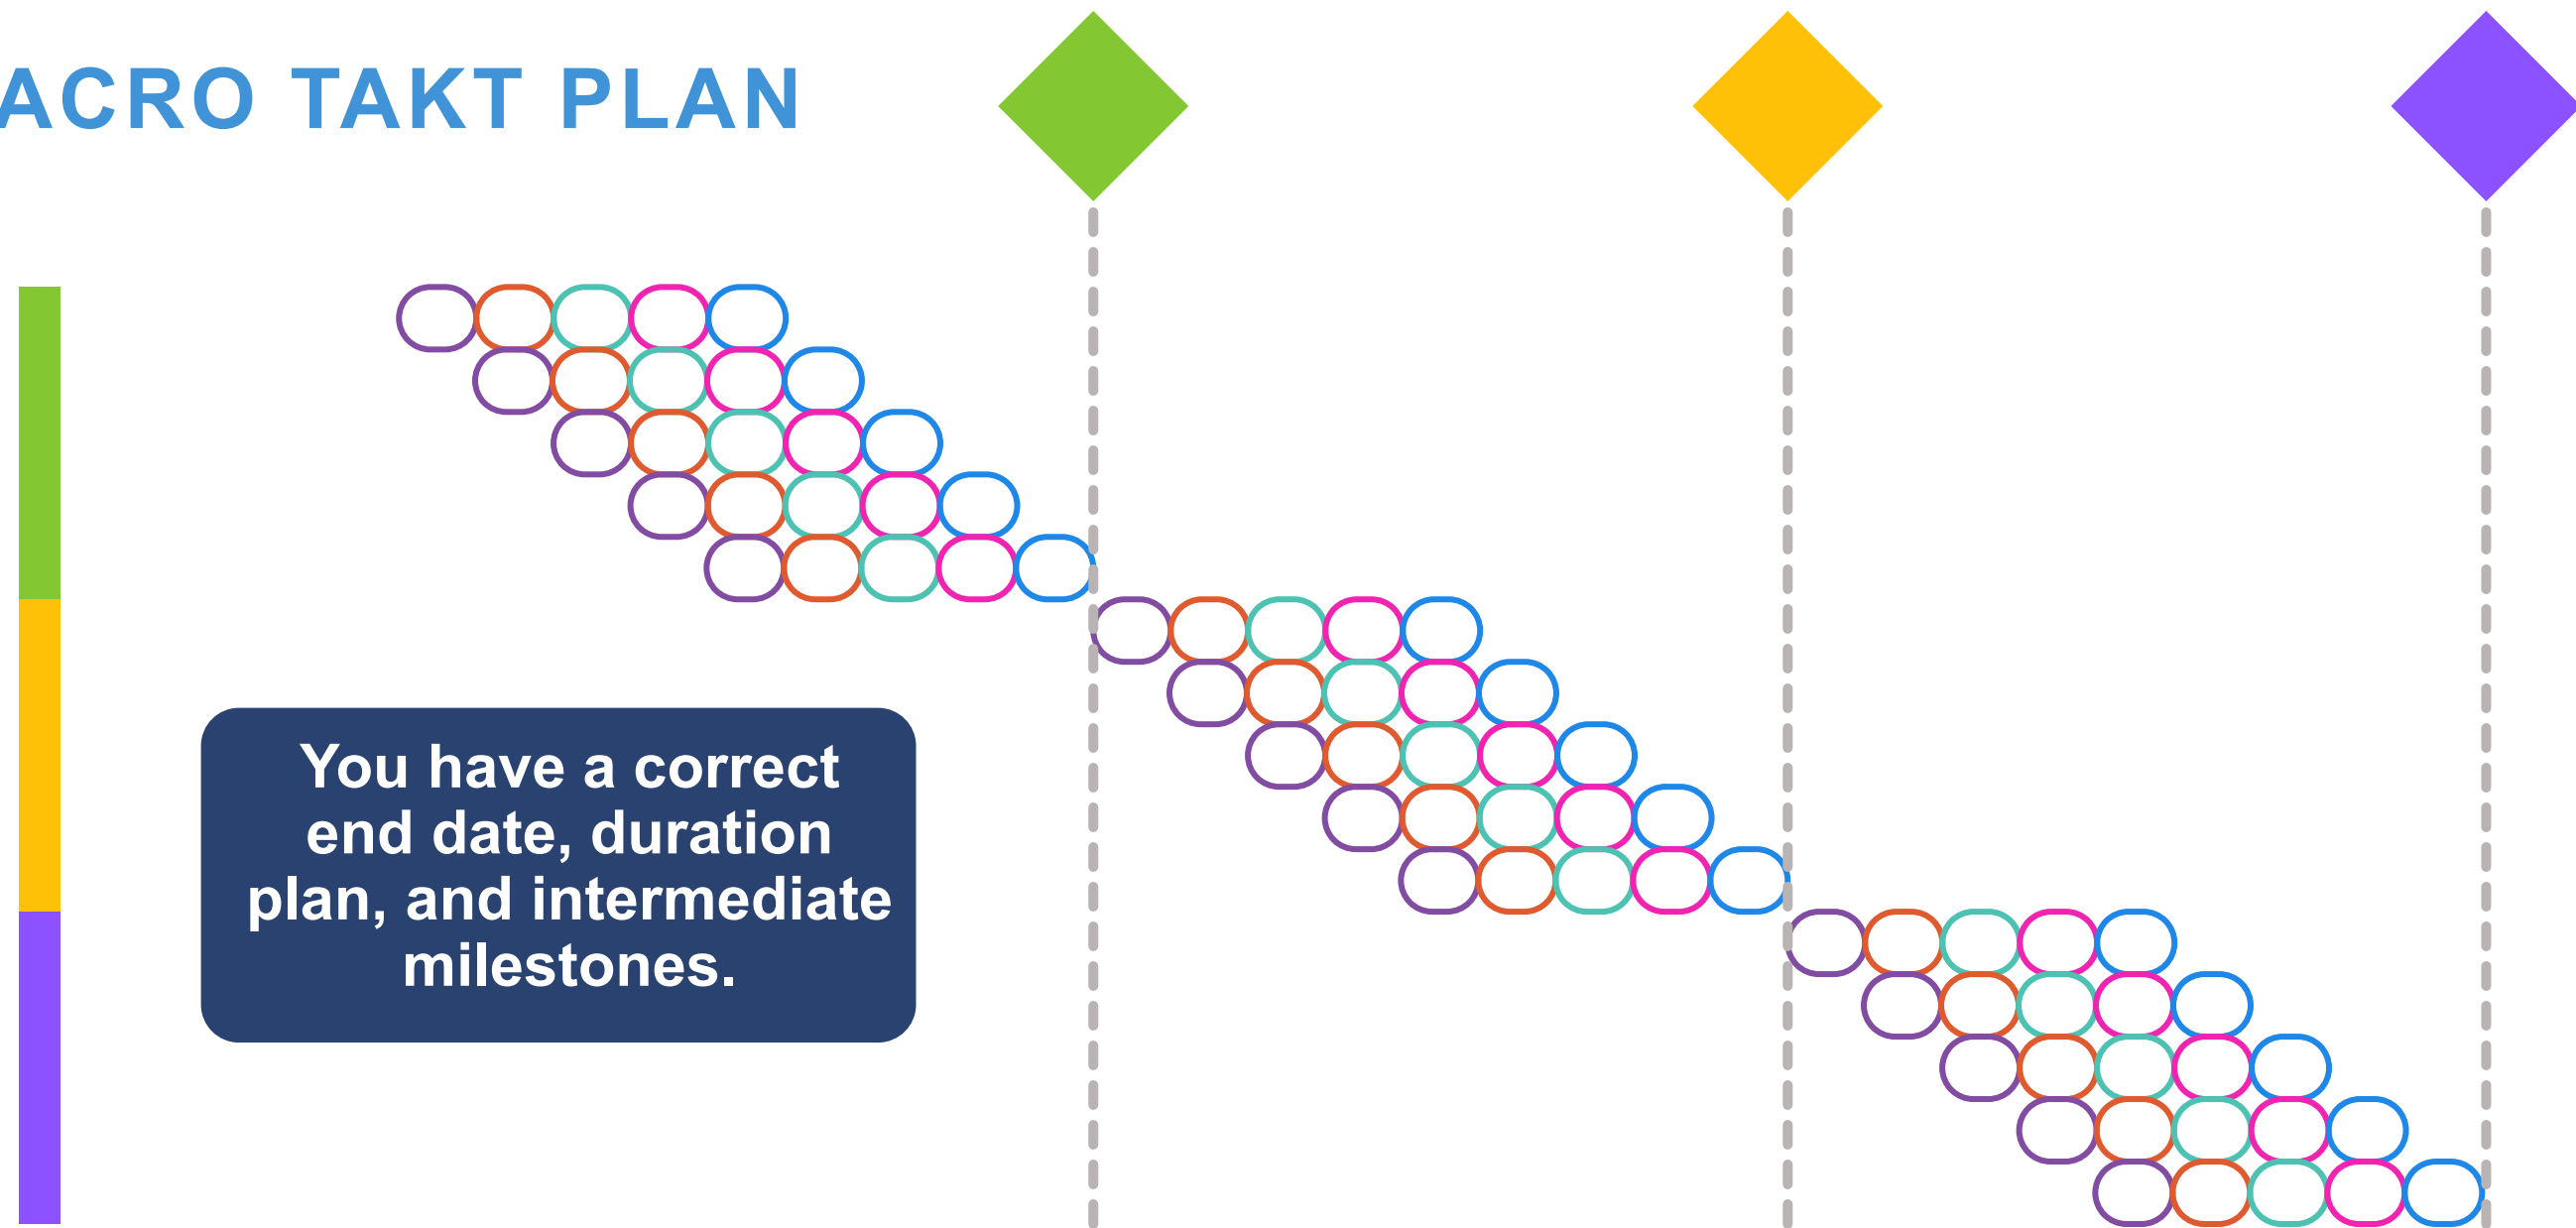 ACRO TAKT PLAN
You have a correct
end date, duration
plan, and intermediate
milestones.